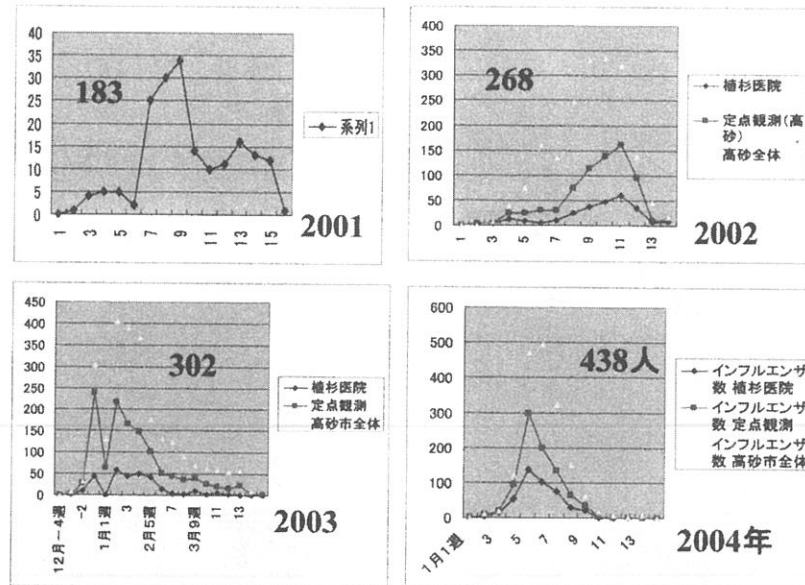 40
35
30
25
20
15
10
5
0
183
系列1
1 3 5 7 9 11 13 15
2001
400
350
300
250
200
150
100
50
0
268
植杉医院
定点観測(高
砂)
高砂全体
1 3 5 7 9 11 13
2002
450
400
350
300
250
200
150
100
50
0
302
植杉医院
定点観測
高砂市全体
12月－4週 -2 1月1週 3 2月5週 7 3月9週 11 13
2003
600
500
400
300
200
100
0
438人
インフルエンザ
数 植杉医院
インフルエンザ
数 定点観測
インフルエンザ
数 高砂市全体
1月1週 3 5 7 9 11 13
2004年